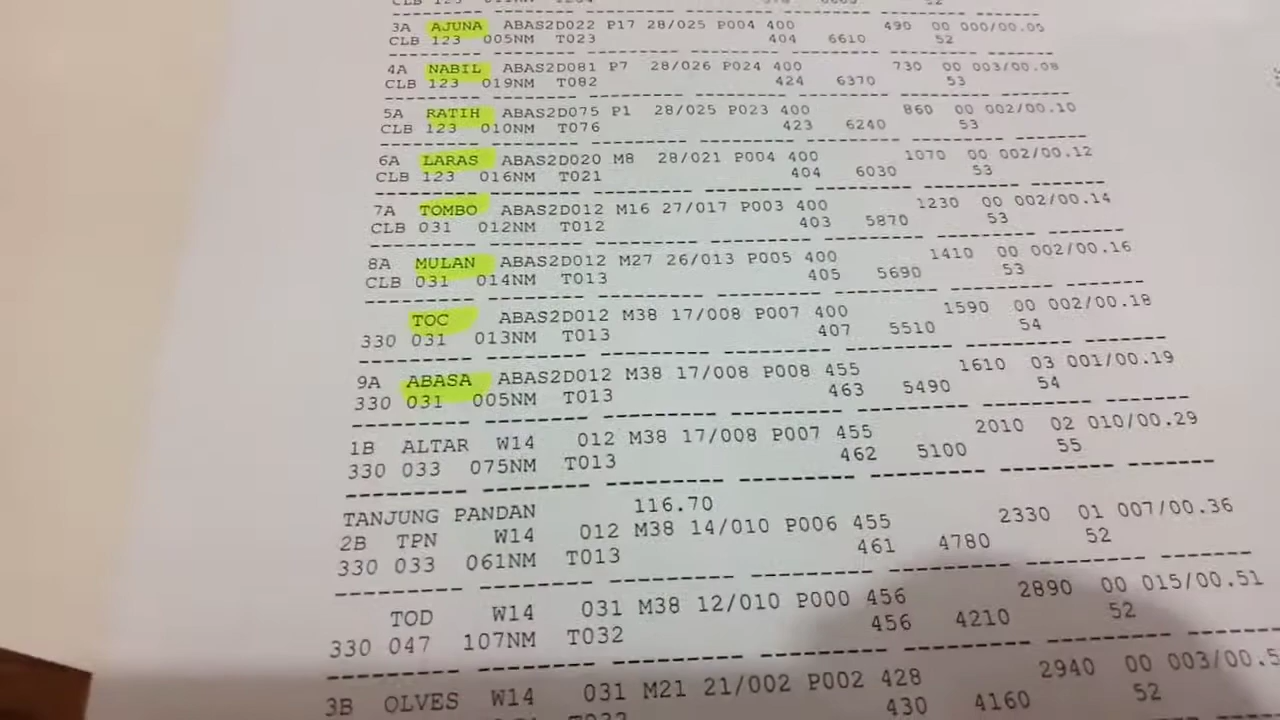 3A AJUNA ABAS2D022 P17 28/025 P004 400 490 00 000/00.05
CLB 123 005NM T023 404 6610 52
4A NABIL ABAS2D081 P7 28/026 P024 400 730 00 003/00.08
CLB 123 019NM T082 424 6370 53
5A RATIH ABAS2D075 P1 28/025 P023 400 860 00 002/00.10
CLB 123 010NM T076 423 6240 53
6A LARAS ABAS2D020 M8 28/021 P004 400 1070 00 002/00.12
CLB 123 016NM T021 404 6030 53
7A TOMBO ABAS2D012 M16 27/017 P003 400 1230 00 002/00.14
CLB 031 012NM T012 403 5870 53
8A MULAN ABAS2D012 M27 26/013 P005 400 1410 00 002/00.16
CLB 031 014NM T013 405 5690 53
TOC ABAS2D012 M38 17/008 P007 400 1590 00 002/00.18
330 031 013NM T013 407 5510 54
9A ABASA ABAS2D012 M38 17/008 P008 455 1610 03 001/00.19
330 031 005NM T013 463 5490 54
1B ALTAR W14 012 M38 17/008 P007 455 2010 02 010/00.29
330 033 075NM T013 462 5100 55
TANJUNG PANDAN 116.70
2B TPN W14 012 M38 14/010 P006 455 2330 01 007/00.36
330 033 061NM T013 461 4780 52
TOD W14 031 M38 12/010 P000 456 2890 00 015/00.51
330 047 107NM T032 456 4210 52
3B OLVES W14 031 M21 21/002 P002 428 2940 00 003/00.5
430 4160 52